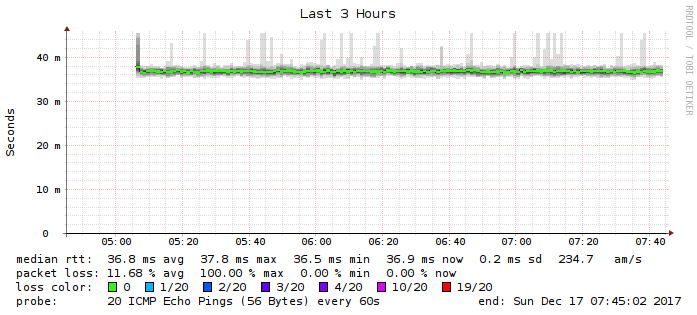 Last 3 Hours
RRDTOOL / TOBI OETIKER
Seconds
40 m
30 m
20 m
10 m
0
05:00 05:20 05:40 06:00 06:20 06:40 07:00 07:20 07:40
median rtt: 36.8 ms avg 37.8 ms max 36.5 ms min 36.9 ms now 0.2 ms sd 234.7 am/s
packet loss: 11.68 % avg 100.00 % max 0.00 % min 0.00 % now
loss color: 0 1/20 2/20 3/20 4/20 10/20 19/20
probe: 20 ICMP Echo Pings (56 Bytes) every 60s end: Sun Dec 17 07:45:02 2017